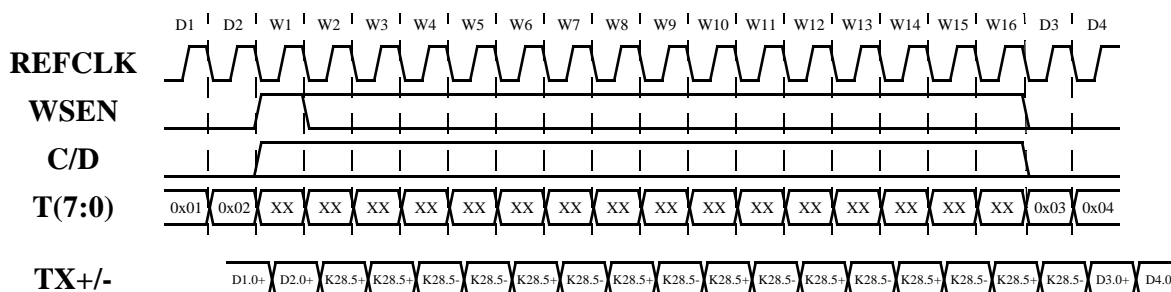 D1 D2 W1 W2 W3 W4 W5 W6 W7 W8 W9 W10 W11 W12 W13 W14 W15 W16 D3 D4
REFCLK
WSEN
C/D
T(7:0) 0x01 0x02 XX XX XX XX XX XX XX XX XX XX XX XX XX XX XX XX 0x03 0x04
TX+/- D1.0+ D2.0+ K28.5+ K28.5+ K28.5- K28.5- K28.5+ K28.5- K28.5+ K28.5- K28.5+ K28.5- K28.5+ K28.5- K28.5+ K28.5- K28.5+ K28.5- D3.0+ D4.0